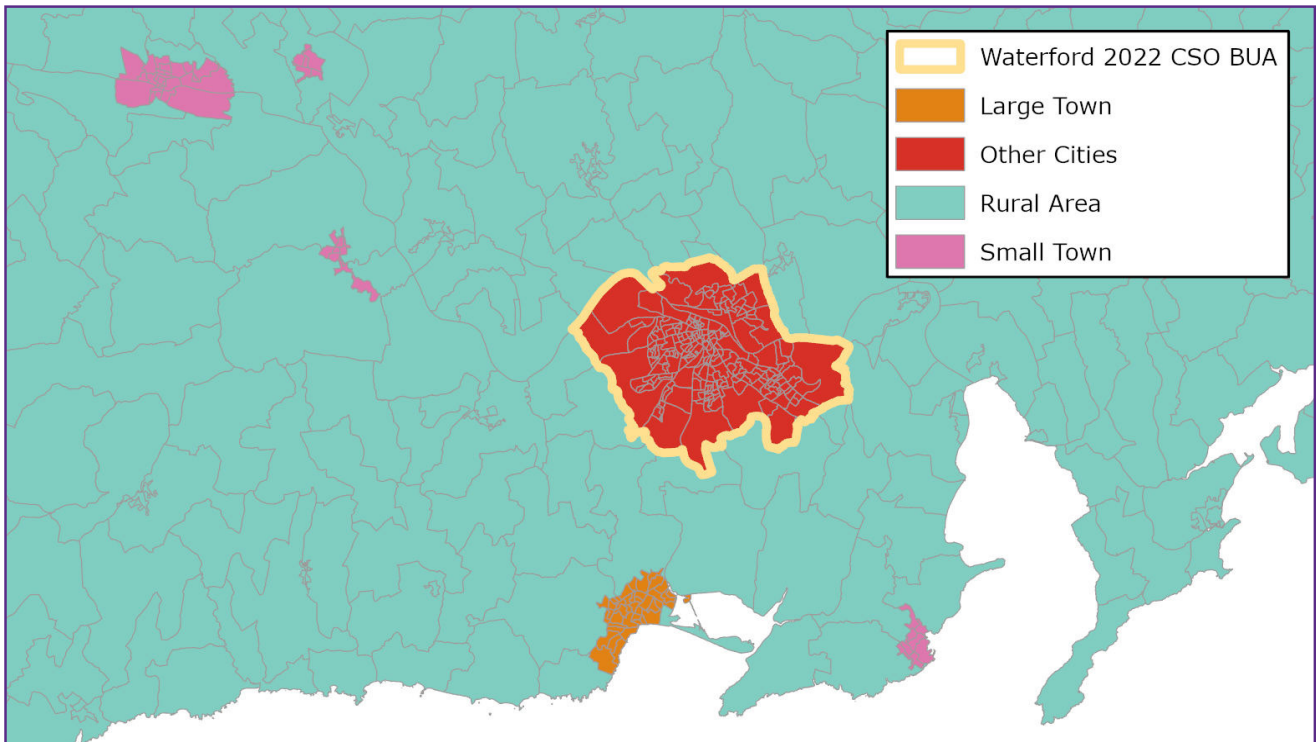 Waterford 2022 CSO BUA
Large Town
Other Cities
Rural Area
Small Town